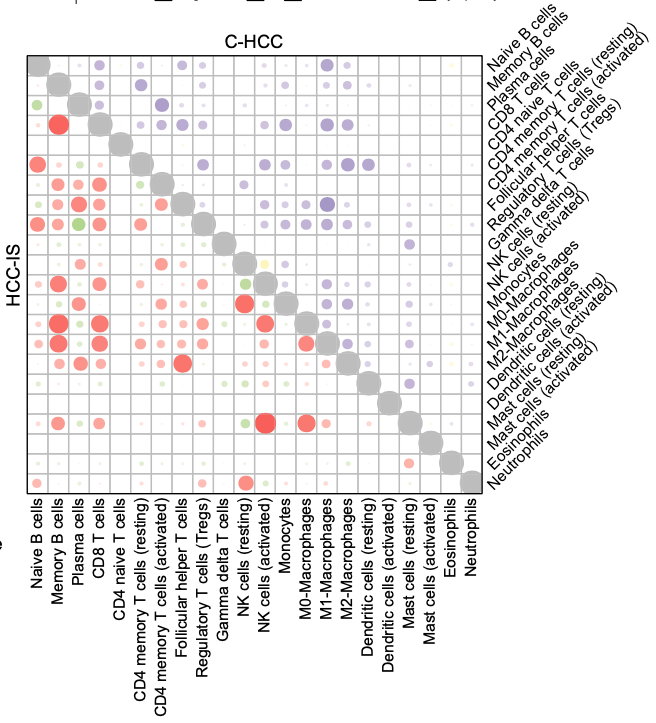 C-HCC
Naive B cells
Memory B cells
Plasma cells
CD8 T cells
CD4 naive T cells
CD4 memory T cells (resting)
CD4 memory T cells (activated)
Follicular helper T cells
Regulatory T cells (Tregs)
Gamma delta T cells
NK cells (resting)
NK cells (activated)
Monocytes
M0-Macrophages
M1-Macrophages
M2-Macrophages
Dendritic cells (resting)
Dendritic cells (activated)
Mast cells (resting)
Mast cells (activated)
Eosinophils
Neutrophils
HCC-IS
Naive B cells
Memory B cells
Plasma cells
CD8 T cells
CD4 naive T cells
CD4 memory T cells (resting)
CD4 memory T cells (activated)
Follicular helper T cells
Regulatory T cells (Tregs)
Gamma delta T cells
NK cells (resting)
NK cells (activated)
Monocytes
M0-Macrophages
M1-Macrophages
M2-Macrophages
Dendritic cells (resting)
Dendritic cells (activated)
Mast cells (resting)
Mast cells (activated)
Eosinophils
Neutrophils